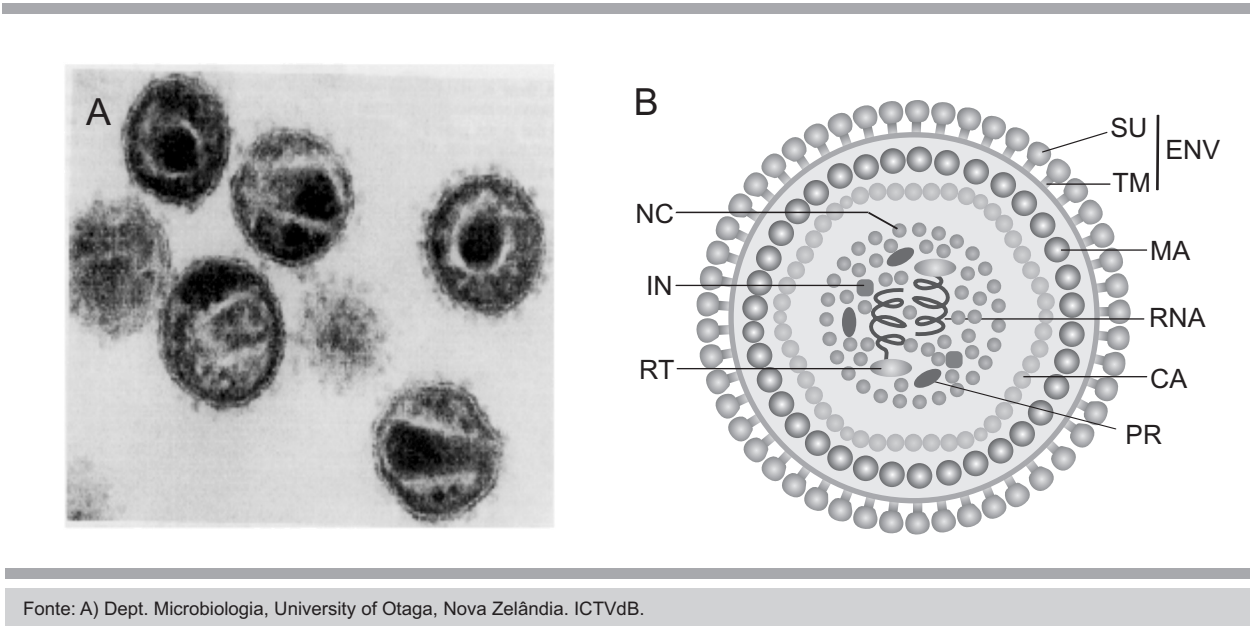 A
B
SU
ENV
TM
NC
MA
IN
RNA
RT
CA
PR
Fonte: A) Dept. Microbiologia, University of Otaga, Nova Zelândia. ICTVdB.